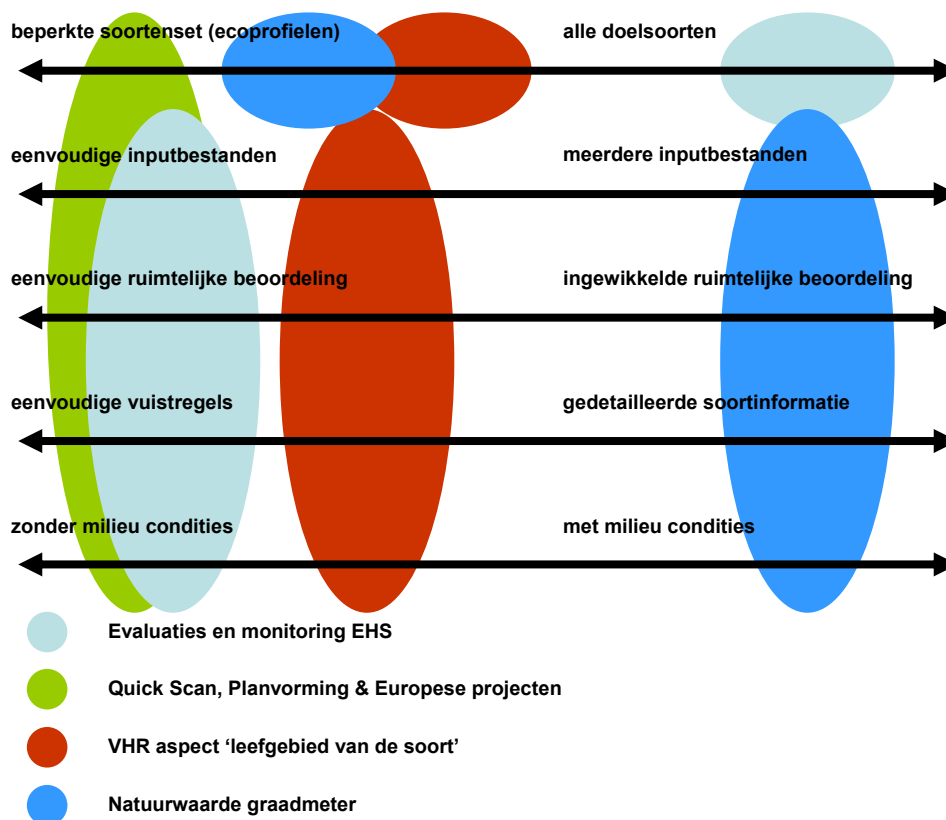 beperkte soortenset (ecoprofielen)
alle doelsoorten
eenvoudige inputbestanden
meerdere inputbestanden
eenvoudige ruimtelijke beoordeling
ingewikkelde ruimtelijke beoordeling
eenvoudige vuistregels
gedetailleerde soortinformatie
zonder milieu condities
met milieu condities
Evaluaties en monitoring EHS
Quick Scan, Planvorming & Europese projecten
VHR aspect ‘leefgebied van de soort’
Natuurwaarde graadmeter